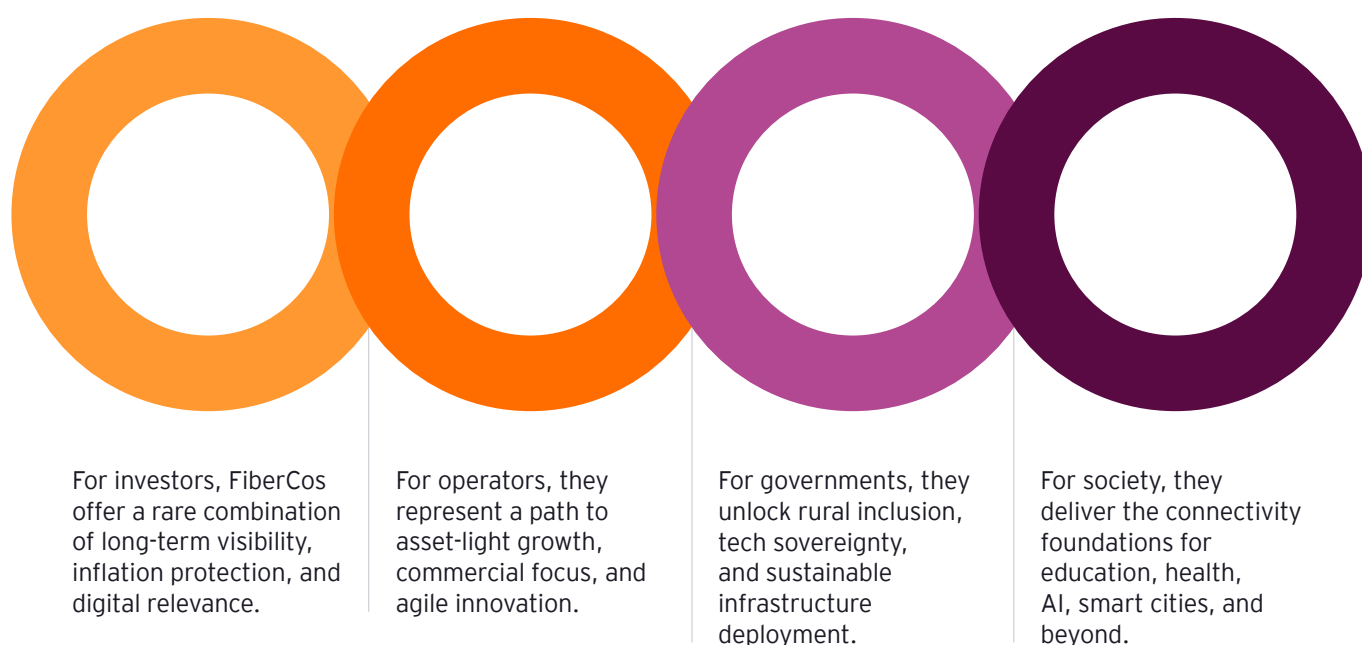 For investors, FiberCos
offer a rare combination
of long-term visibility,
inflation protection, and
digital relevance.
For operators, they
represent a path to
asset-light growth,
commercial focus, and
agile innovation.
For governments, they
unlock rural inclusion,
tech sovereignty,
and sustainable
infrastructure
deployment.
For society, they
deliver the connectivity
foundations for
education, health,
AI, smart cities, and
beyond.